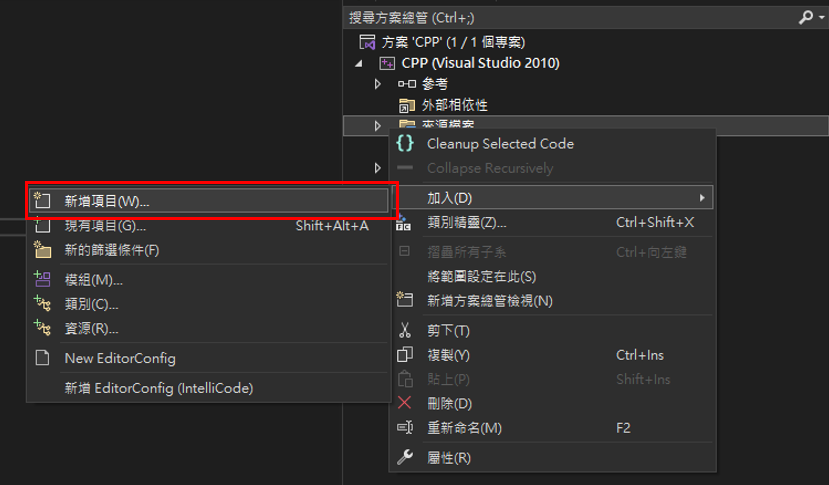 搜尋方案總管 (Ctrl+;)
方案 'CPP' (1 / 1 個專案)
CPP (Visual Studio 2010)
參考
外部相依性
來源檔案
Cleanup Selected Code
Collapse Recursively
加入(D)
類別精靈(Z)... Ctrl+Shift+X
摺疊所有子系 Ctrl+向左鍵
將範圍設定在此(S)
新增方案總管檢視(N)
剪下(T)
複製(Y) Ctrl+Ins
貼上(P) Shift+Ins
刪除(D)
重新命名(M) F2
屬性(R)
新增項目(W)...
現有項目(G)... Shift+Alt+A
新的篩選條件(F)
模組(M)...
類別(C)...
資源(R)...
New EditorConfig
新增 EditorConfig (IntelliCode)